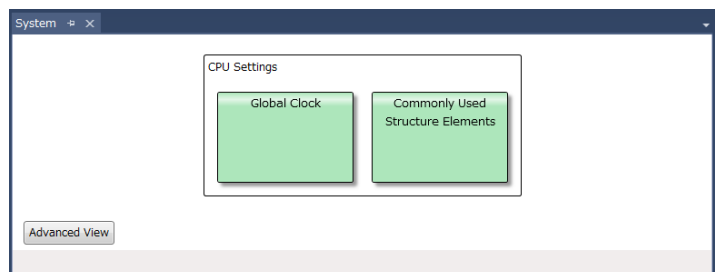 System
CPU Settings
Global Clock
Commonly Used
Structure Elements
Advanced View